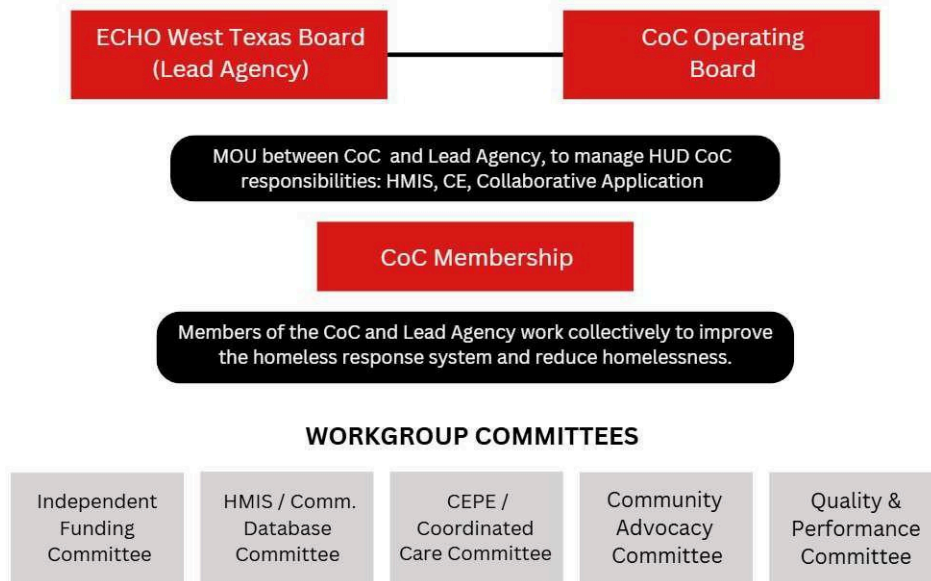 ECHO West Texas Board
(Lead Agency)
CoC Operating
Board
MOU between CoC and Lead Agency, to manage HUD CoC
responsibilities: HMIS, CE, Collaborative Application
CoC Membership
Members of the CoC and Lead Agency work collectively to improve
the homeless response system and reduce homelessness.
WORKGROUP COMMITTEES
Independent
Funding
Committee
HMIS / Comm.
Database
Committee
CEPE /
Coordinated
Care Committee
Community
Advocacy
Committee
Quality &
Performance
Committee